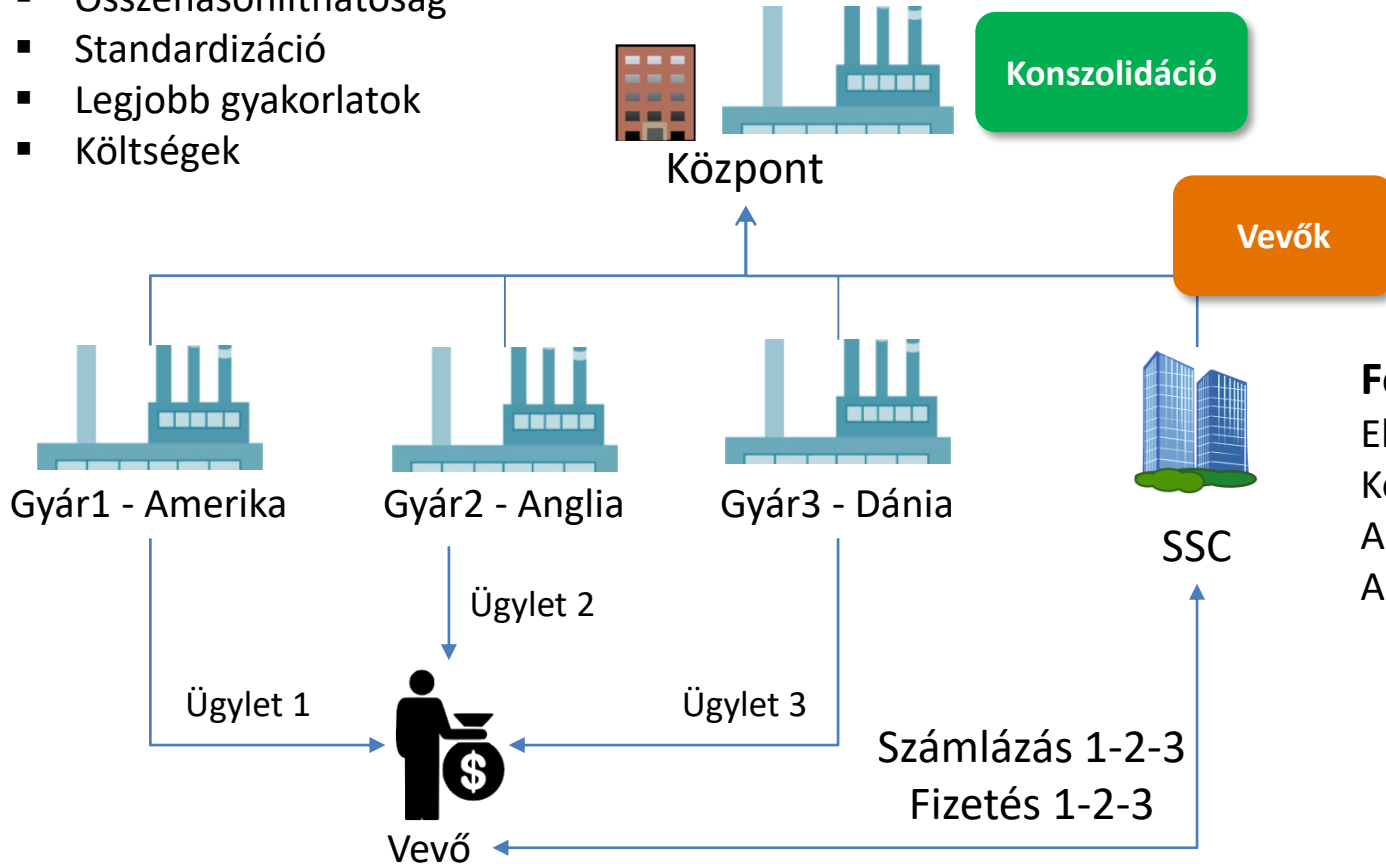 ▪ Összehasonlíthatóság
▪ Standardizáció
▪ Legjobb gyakorlatok
▪ Költségek
Konszolidáció
Központ
Vevők
Gyár1 - Amerika
Gyár2 - Anglia
Gyár3 - Dánia
SSC
Ügylet 2
Ügylet 1
Ügylet 3
$
Számlázás 1-2-3
Fizetés 1-2-3
Vevő